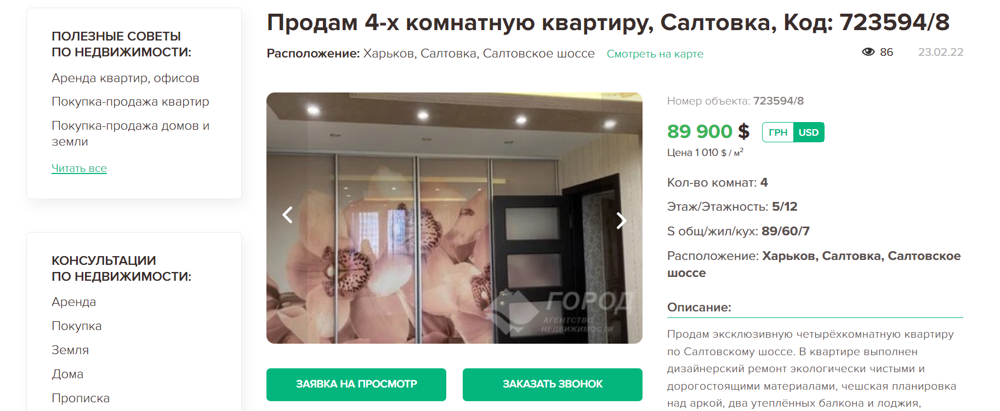 ПОЛЕЗНЫЕ СОВЕТЫ
ПО НЕДВИЖИМОСТИ:
Аренда квартир, офисов
Покупка-продажа квартир
Покупка-продажа домов и
земли
Читать все
КОНСУЛЬТАЦИИ
ПО НЕДВИЖИМОСТИ:
Аренда
Покупка
Земля
Дома
Прописка
Продам 4-х комнатную квартиру, Салтовка, Код: 723594/8
Расположение: Харьков, Салтовка, Салтовское шоссе Смотреть на карте 86 23.02.22
ГОРОД
АГЕНТСТВО
НЕДВИЖИМОСТИ
ЗАЯВКА НА ПРОСМОТР
ЗАКАЗАТЬ ЗВОНОК
Номер объекта: 723594/8
89 900 $ ГРН USD
Цена 1 010 $ / м²
Кол-во комнат: 4
Этаж/Этажность: 5/12
S общ/жил/кух: 89/60/7
Расположение: Харьков, Салтовка, Салтовское
шоссе
Описание:
Продам эксклюзивную четырёхкомнатную квартиру
по Салтовскому шоссе. В квартире выполнен
дизайнерский ремонт экологически чистыми и
дорогостоящими материалами, чешская планировка
над аркой, два утеплённых балкона и лоджия,